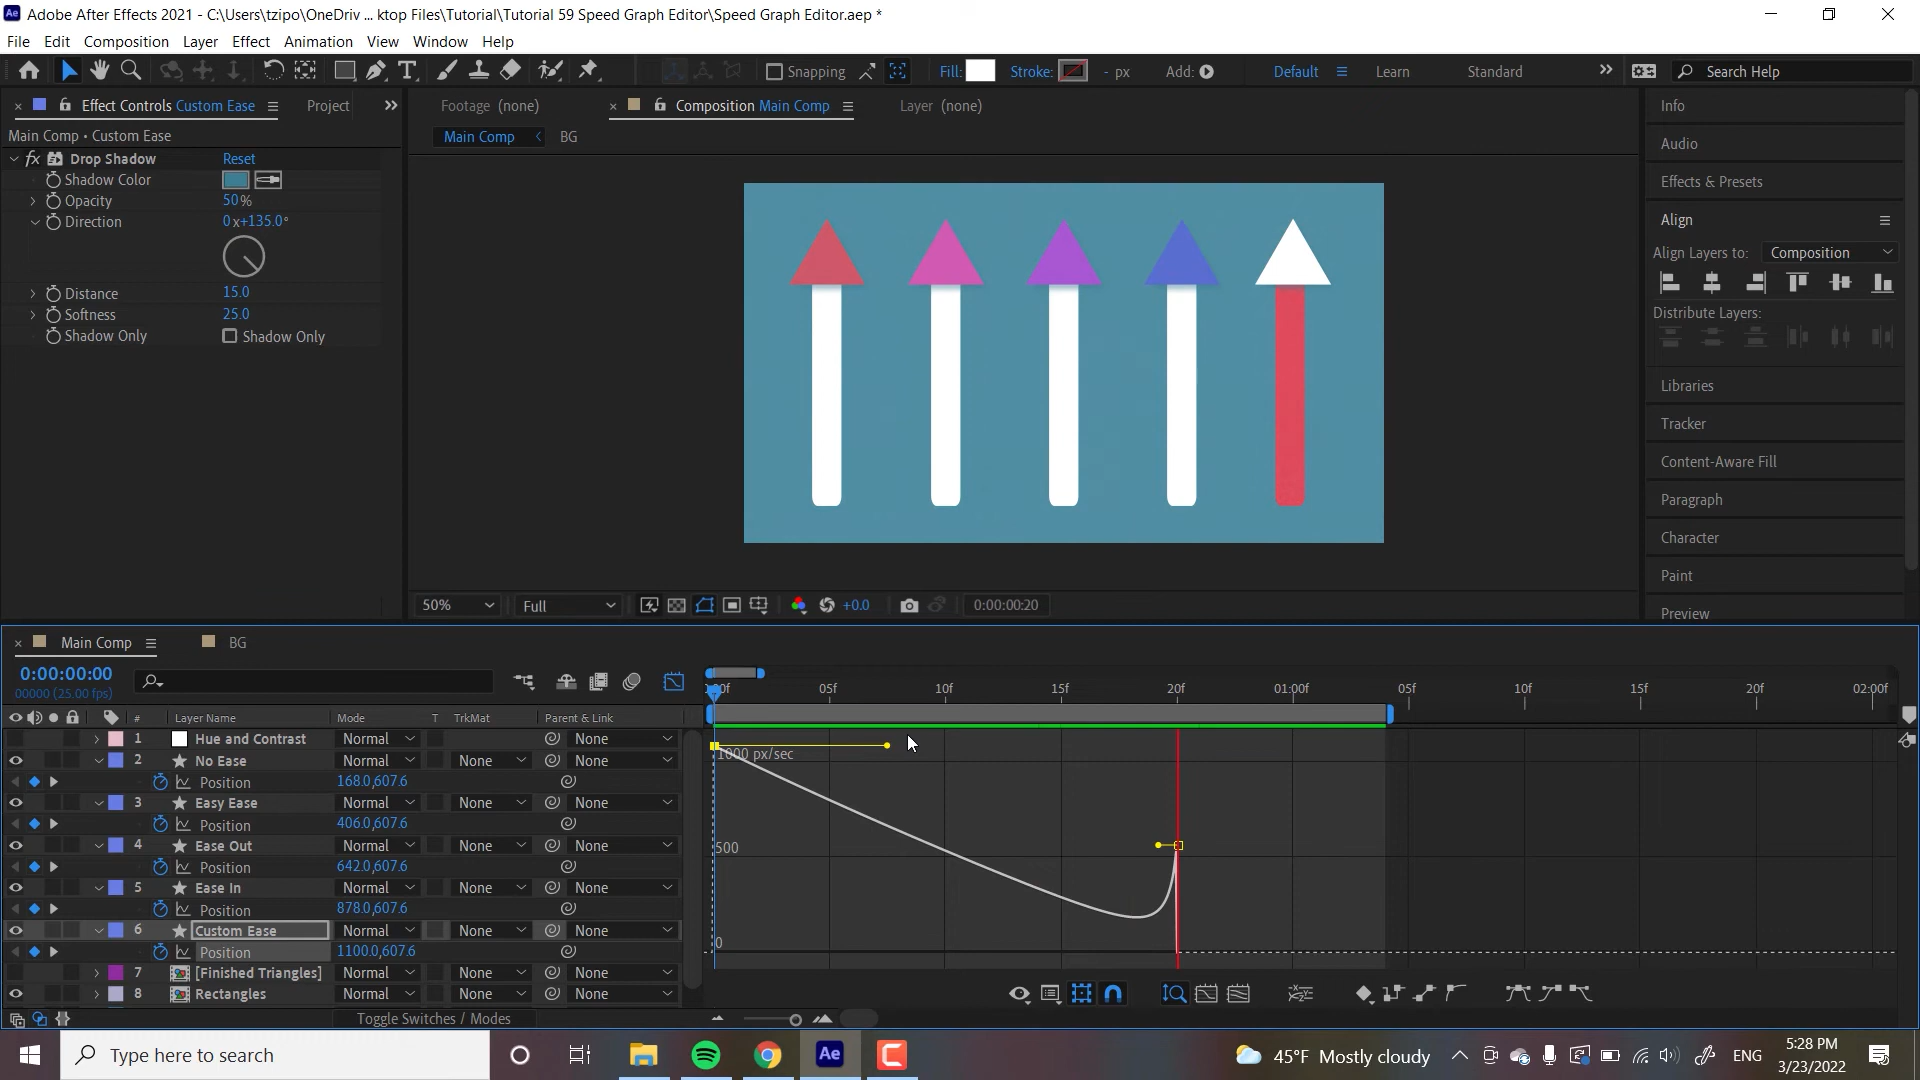 Adobe After Effects 2021 - C:\Users\tzipo\OneDriv ... ktop Files\Tutorial\Tutorial 59 Speed Graph Editor\Speed Graph Editor.aep *
File Edit Composition Layer Effect Animation View Window Help
Snapping Fill: Stroke: - px Add: Default Learn Standard Search Help
Effect Controls Custom Ease Project
Footage (none) Composition Main Comp Layer (none)
Main Comp • Custom Ease
Main Comp BG
fx Drop Shadow Reset
Shadow Color
Opacity 50%
Direction 0x+135.0°
Distance 15.0
Softness 25.0
Shadow Only Shadow Only
50% Full +0.0 0:00:00:20
Info
Audio
Effects & Presets
Align
Align Layers to: Composition
Distribute Layers:
Libraries
Tracker
Content-Aware Fill
Paragraph
Character
Paint
Preview
Main Comp BG
0:00:00:00
00000 (25.00 fps)
05f 10f 15f 20f 01:00f 05f 10f 15f 20f 02:00f
# Layer Name Mode T TrkMat Parent & Link
1 Hue and Contrast Normal None
2 No Ease Normal None None
Position 168.0,607.6
3 Easy Ease Normal None None
Position 406.0,607.6
4 Ease Out Normal None None
Position 642.0,607.6
5 Ease In Normal None None
Position 878.0,607.6
6 Custom Ease Normal None None
Position 1100.0,607.6
7 [Finished Triangles] Normal None None
8 Rectangles Normal None None
Toggle Switches / Modes
1000 px/sec
500
0
Type here to search
Ae
45°F Mostly cloudy
ENG
5:28 PM
3/23/2022